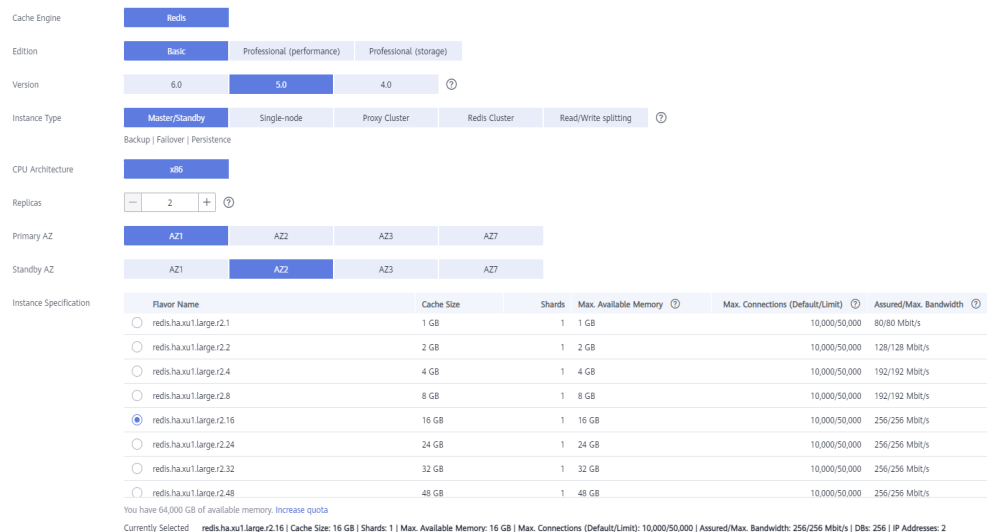 Cache Engine Redis
Edition Basic Professional (performance) Professional (storage)
Version 6.0 5.0 4.0
Instance Type Master/Standby Single-node Proxy Cluster Redis Cluster Read/Write splitting
Backup | Failover | Persistence
CPU Architecture x86
Replicas 2
Primary AZ AZ1 AZ2 AZ3 AZ7
Standby AZ AZ1 AZ2 AZ3 AZ7
Instance Specification Flavor Name Cache Size Shards Max. Available Memory Max. Connections (Default/Limit) Assured/Max. Bandwidth
redis.ha.xu1.large.r2.1 1 GB 1 1 GB 10,000/50,000 80/80 Mbit/s
redis.ha.xu1.large.r2.2 2 GB 1 2 GB 10,000/50,000 128/128 Mbit/s
redis.ha.xu1.large.r2.4 4 GB 1 4 GB 10,000/50,000 192/192 Mbit/s
redis.ha.xu1.large.r2.8 8 GB 1 8 GB 10,000/50,000 192/192 Mbit/s
redis.ha.xu1.large.r2.16 16 GB 1 16 GB 10,000/50,000 256/256 Mbit/s
redis.ha.xu1.large.r2.24 24 GB 1 24 GB 10,000/50,000 256/256 Mbit/s
redis.ha.xu1.large.r2.32 32 GB 1 32 GB 10,000/50,000 256/256 Mbit/s
redis.ha.xu1.large.r2.48 48 GB 1 48 GB 10,000/50,000 256/256 Mbit/s
You have 64,000 GB of available memory. Increase quota
Currently Selected redis.ha.xu1.large.r2.16 | Cache Size: 16 GB | Shards: 1 | Max. Available Memory: 16 GB | Max. Connections (Default/Limit): 10,000/50,000 | Assured/Max. Bandwidth: 256/256 Mbit/s | DBs: 256 | IP Addresses: 2